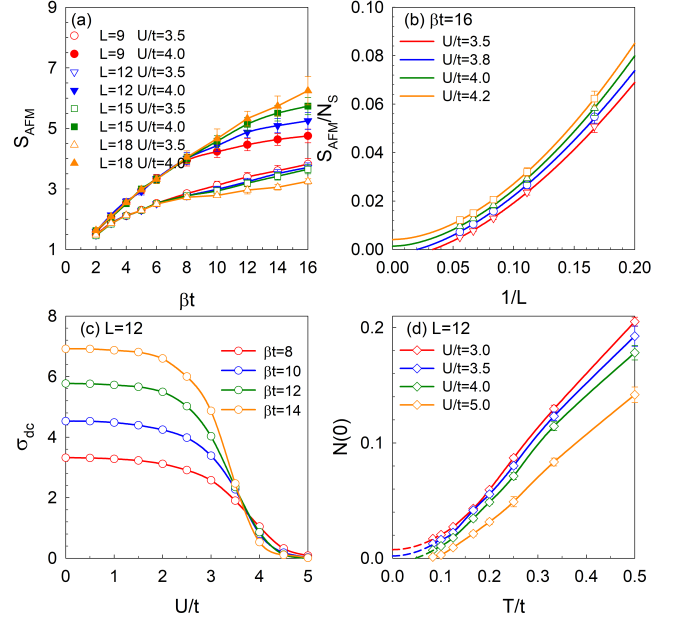 (a)
L=9 U/t=3.5
L=9 U/t=4.0
L=12 U/t=3.5
L=12 U/t=4.0
L=15 U/t=3.5
L=15 U/t=4.0
L=18 U/t=3.5
L=18 U/t=4.0
9
7
5
3
1
S_AFM
0 2 4 6 8 10 12 14 16
βt
(b) βt=16
U/t=3.5
U/t=3.8
U/t=4.0
U/t=4.2
0.10
0.08
0.06
0.04
0.02
0.00
S_AFM/N_S
0.00 0.05 0.10 0.15 0.20
1/L
(c) L=12
βt=8
βt=10
βt=12
βt=14
8
6
4
2
0
σ_dc
0 1 2 3 4 5
U/t
(d) L=12
U/t=3.0
U/t=3.5
U/t=4.0
U/t=5.0
0.2
0.1
0.0
N(0)
0.0 0.1 0.2 0.3 0.4 0.5
T/t